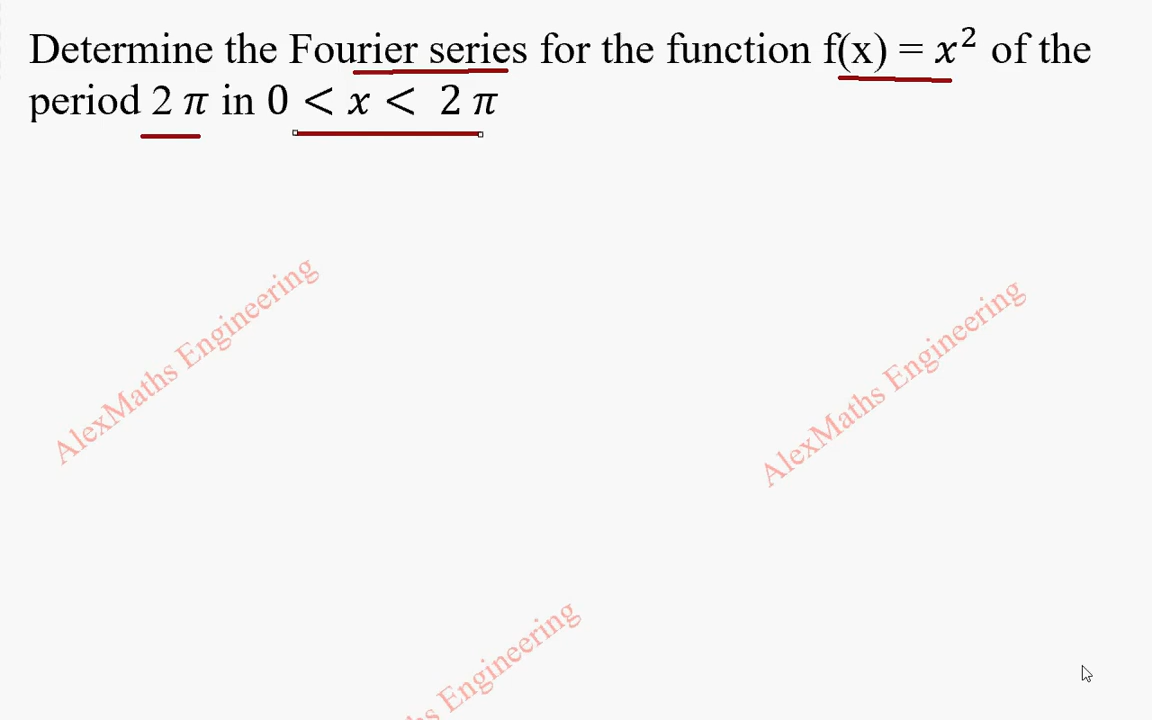 Determine the Fourier series for the function f(x) = x² of the
period 2 π in 0 < x < 2 π
AlexMaths Engineering
AlexMaths Engineering
hs Engineering